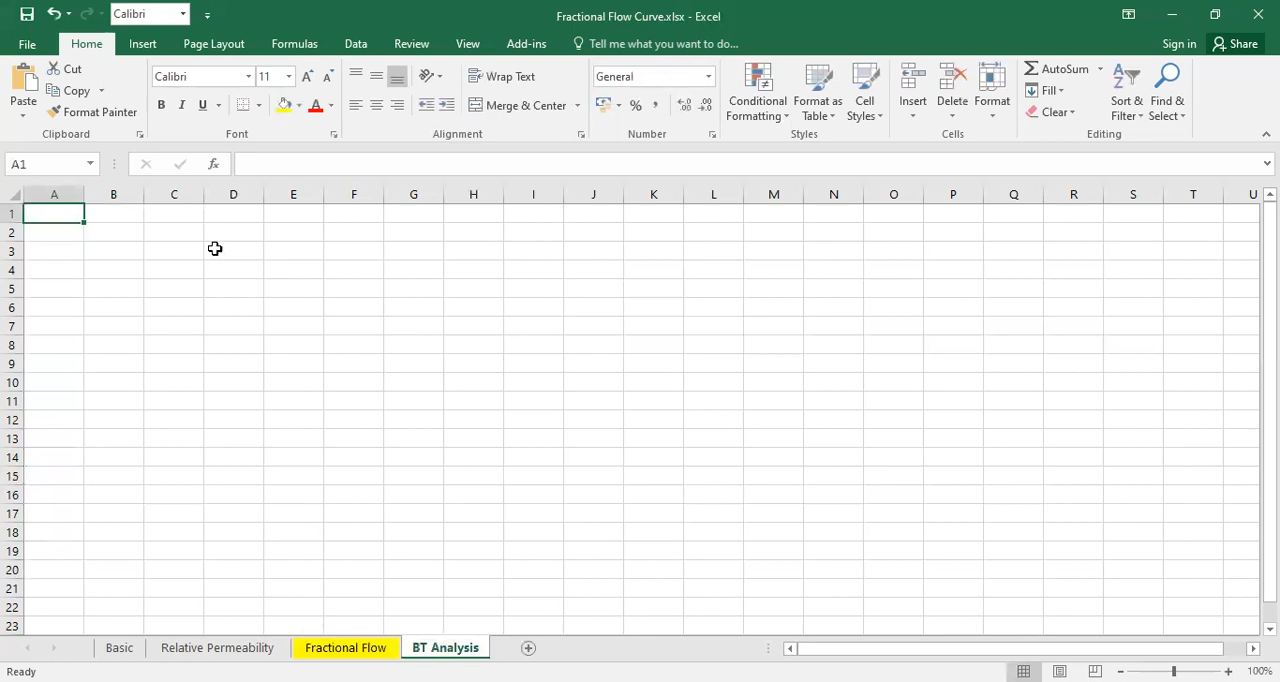 Calibri
Fractional Flow Curve.xlsx - Excel
File Home Insert Page Layout Formulas Data Review View Add-ins Tell me what you want to do... Sign in Share
Paste Cut Copy Format Painter
Calibri 11 B I U A
Wrap Text
Merge & Center
General
% ,
Conditional Formatting
Format as Table
Cell Styles
Insert Delete Format
AutoSum Fill Clear
Sort & Filter
Find & Select
Clipboard Font Alignment Number Styles Cells Editing
A1 fx
A B C D E F G H I J K L M N O P Q R S T U
1
2
3
4
5
6
7
8
9
10
11
12
13
14
15
16
17
18
19
20
21
22
23
Basic Relative Permeability Fractional Flow BT Analysis
Ready 100%